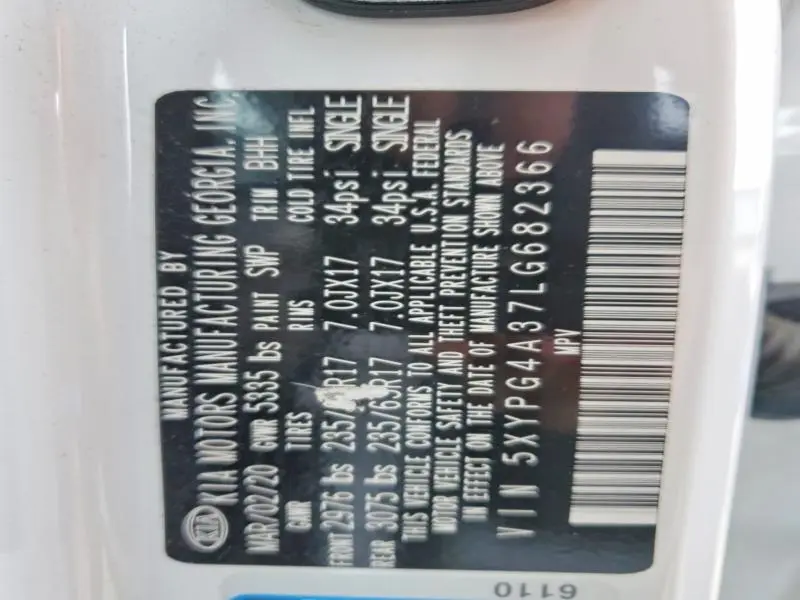 MANUFACTURED BY
KIA KIA MOTORS MANUFACTURING GEORGIA, INC.
MAR/02/20 GVWR 5335 lbs PAINT SWP TRIM BHH
GAWR TIRES RIMS COLD TIRE INFL
FRONT 2976 lbs 235/65R17 7.0JX17 34psi SINGLE
REAR 3075 lbs 235/65R17 7.0JX17 34psi SINGLE
THIS VEHICLE CONFORMS TO ALL APPLICABLE U.S.A. FEDERAL
MOTOR VEHICLE SAFETY AND THEFT PREVENTION STANDARDS
IN EFFECT ON THE DATE OF MANUFACTURE SHOWN ABOVE
VIN 5XYPG4A37LG682366
MPV
6110